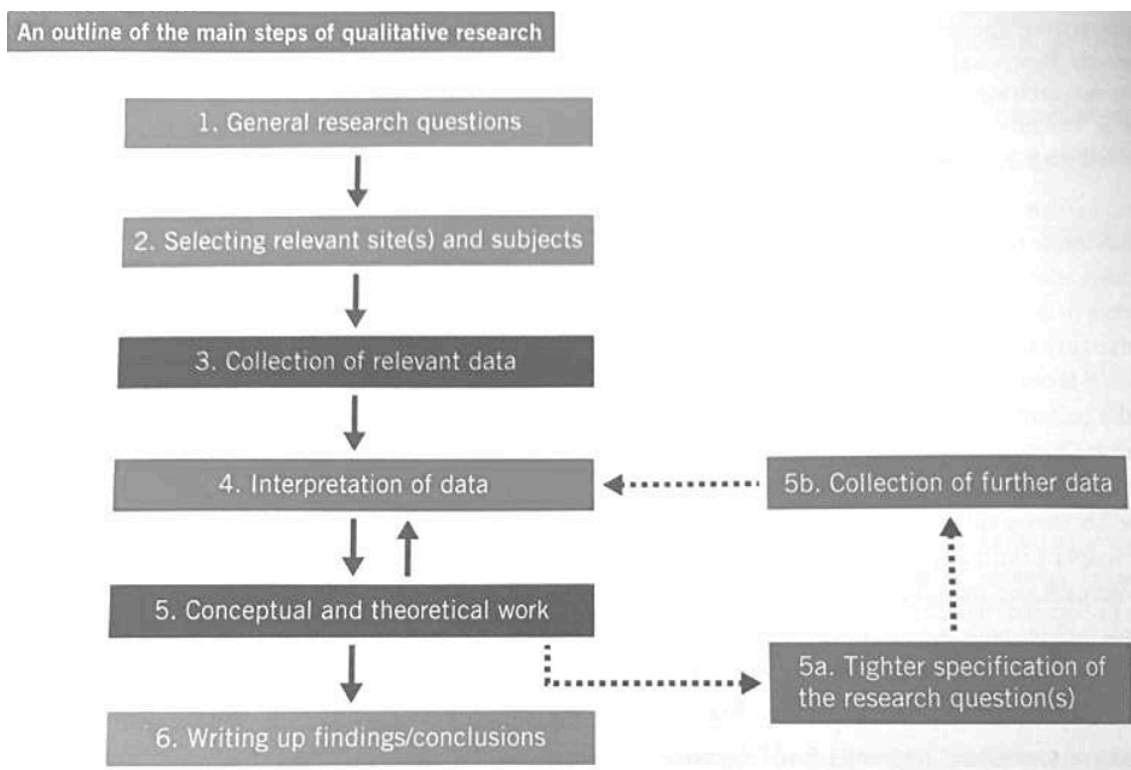 An outline of the main steps of qualitative research
1. General research questions
2. Selecting relevant site(s) and subjects
3. Collection of relevant data
4. Interpretation of data
5b. Collection of further data
5. Conceptual and theoretical work
5a. Tighter specification of
the research question(s)
6. Writing up findings/conclusions